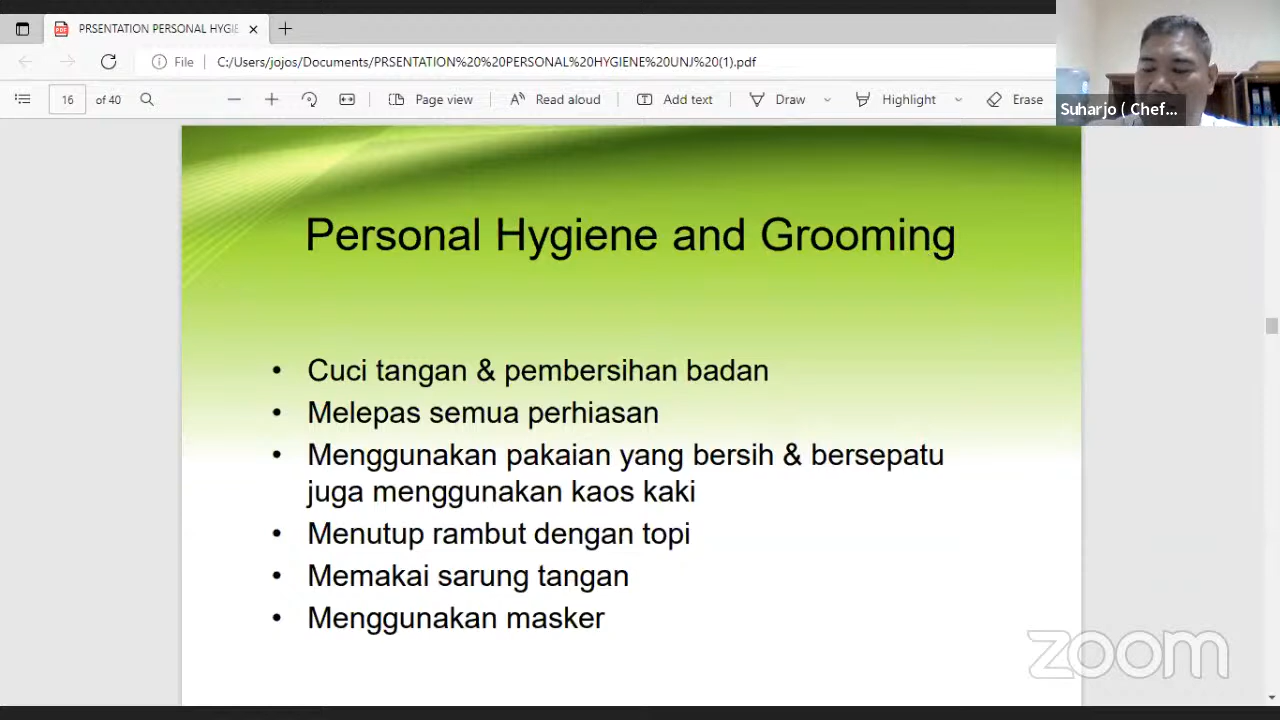 PRSENTATION PERSONAL HYGIE
File
C:/Users/jojos/Documents/PRSENTATION%20%20PERSONAL%20HYGIENE%20UNJ%20(1).pdf
16 of 40
Page view
Read aloud
Add text
Draw
Highlight
Erase
Suharjo ( Chef...
Personal Hygiene and Grooming
• Cuci tangan & pembersihan badan
• Melepas semua perhiasan
• Menggunakan pakaian yang bersih & bersepatu
juga menggunakan kaos kaki
• Menutup rambut dengan topi
• Memakai sarung tangan
• Menggunakan masker
zoom